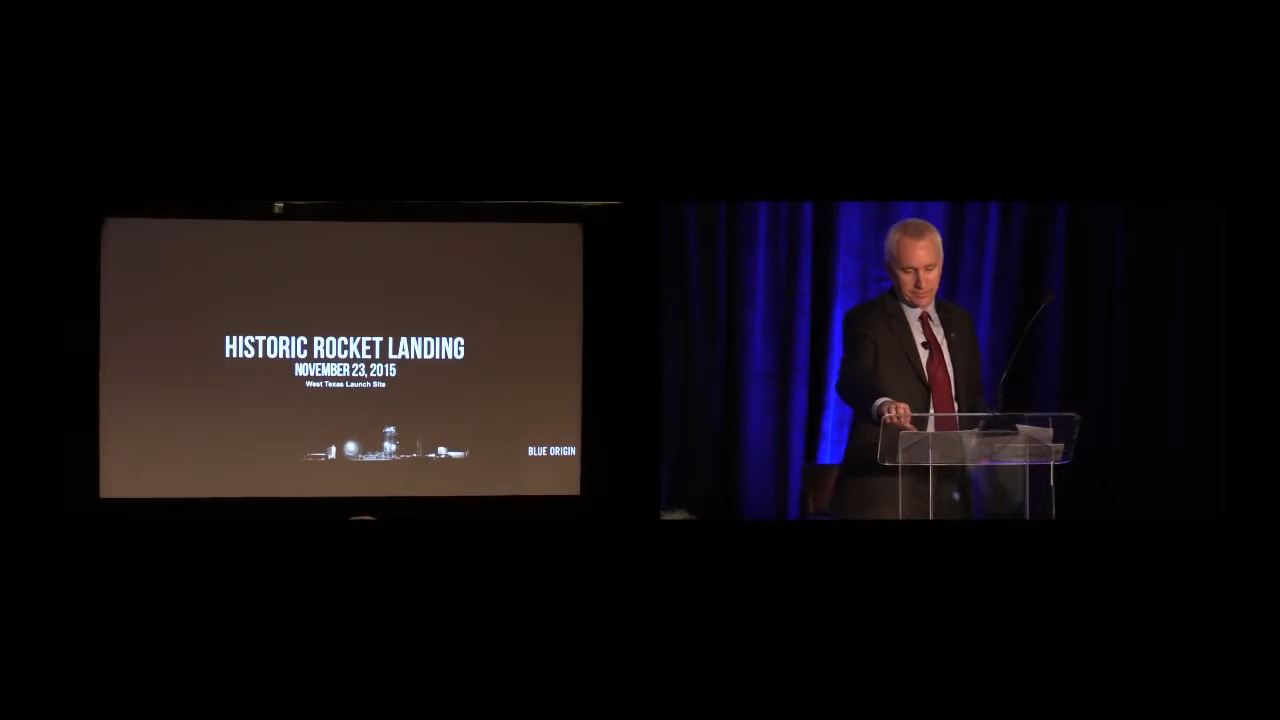 HISTORIC ROCKET LANDING
NOVEMBER 23, 2015
West Texas Launch Site
BLUE ORIGIN